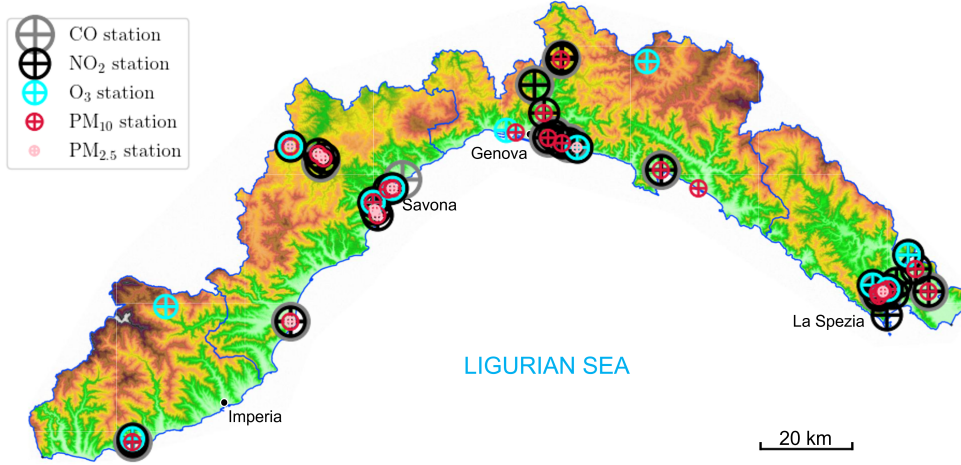 CO station
NO₂ station
O₃ station
PM₁₀ station
PM₂.₅ station
Genova
Savona
La Spezia
LIGURIAN SEA
Imperia
20 km